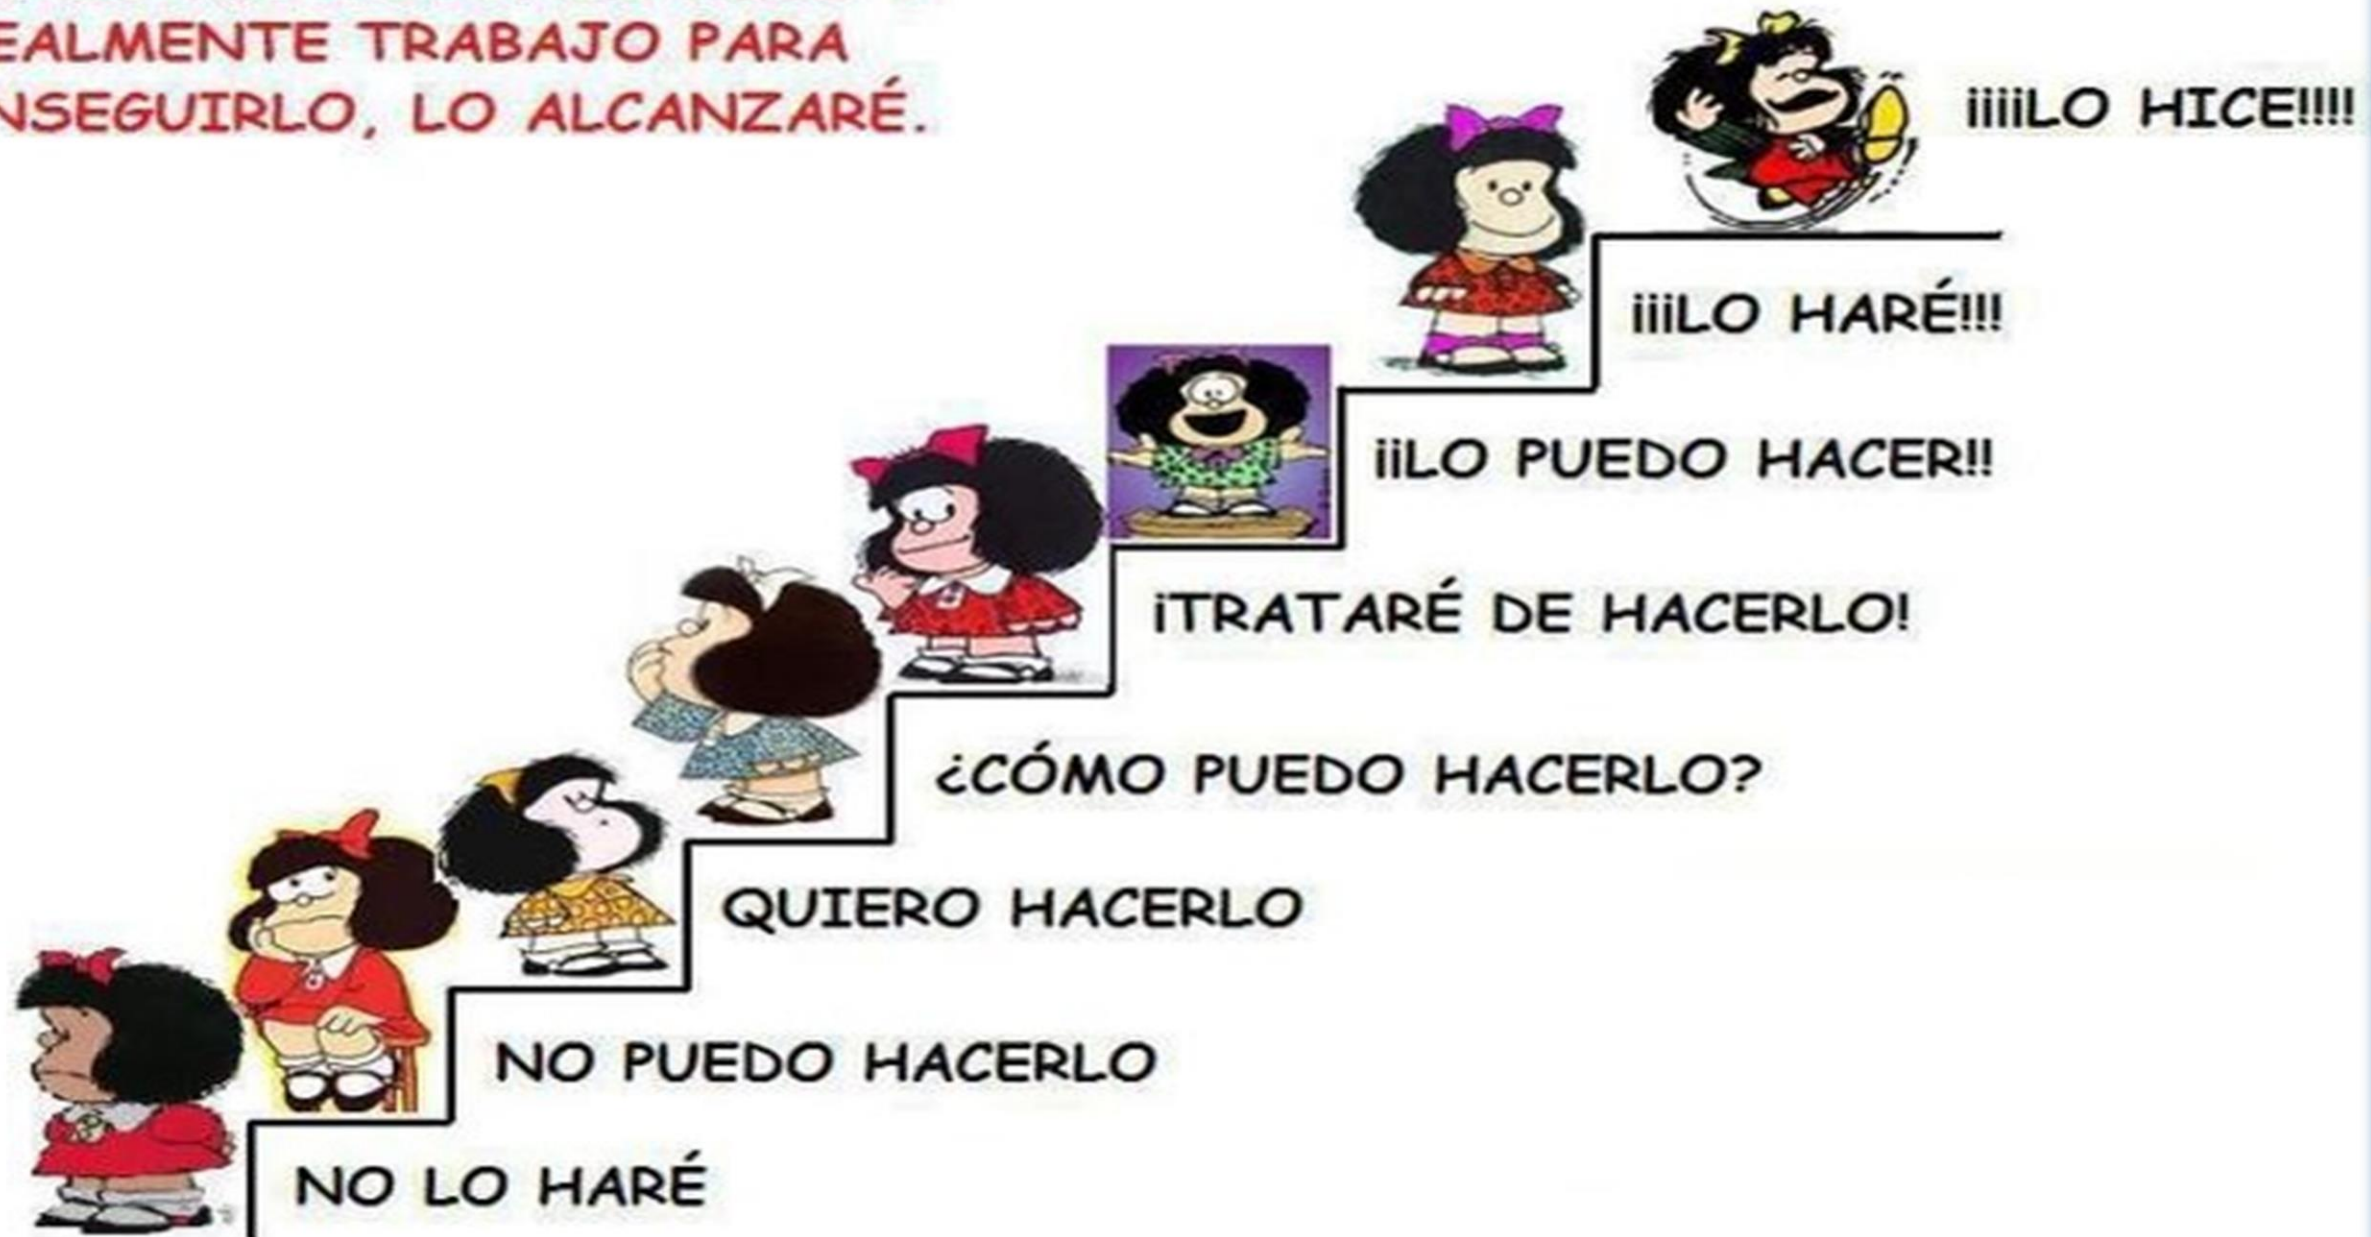 EALMENTE TRABAJO PARA
NSEGUIRLO, LO ALCANZARÉ.
¡¡¡¡LO HICE!!!!
¡¡¡LO HARÉ!!!
¡¡LO PUEDO HACER!!
¡TRATARÉ DE HACERLO!
¿CÓMO PUEDO HACERLO?
QUIERO HACERLO
NO PUEDO HACERLO
NO LO HARÉ